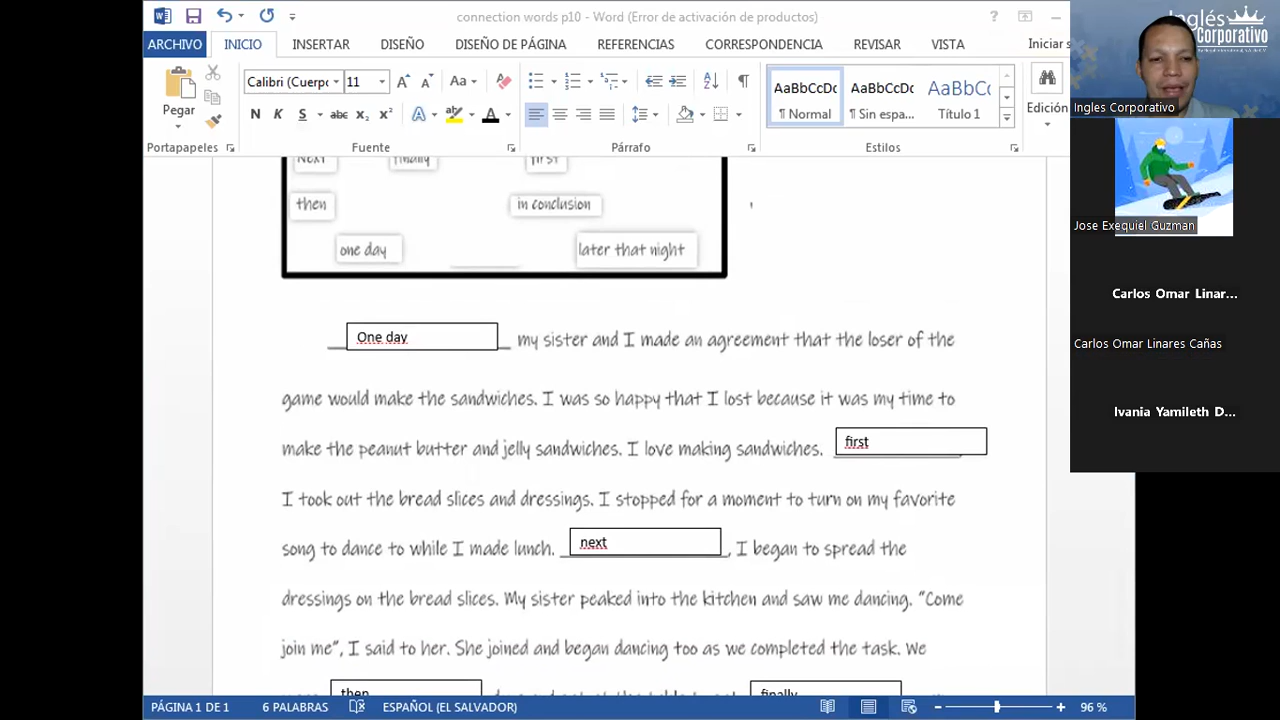 connection words p10 - Word (Error de activación de productos)
Inglés Corporativo
ARCHIVO INICIO INSERTAR DISEÑO DISEÑO DE PÁGINA REFERENCIAS CORRESPONDENCIA REVISAR VISTA Iniciar s
Calibri (Cuerpo 11 Aa
Pegar
N K S abc x₂ x² A A
AaBbCcDc AaBbCcDc AaBbCc
¶ Normal ¶ Sin espa... Título 1
Edición
Portapapeles Fuente Párrafo Estilos
Ingles Corporativo
Jose Exequiel Guzman
Carlos Omar Linar...
Carlos Omar Linares Cañas
Ivania Yamileth D...
Next finally first
then in conclusion
one day later that night
One day my sister and I made an agreement that the loser of the
game would make the sandwiches. I was so happy that I lost because it was my time to
make the peanut butter and jelly sandwiches. I love making sandwiches. first
I took out the bread slices and dressings. I stopped for a moment to turn on my favorite
song to dance to while I made lunch. next , I began to spread the
dressings on the bread slices. My sister peaked into the kitchen and saw me dancing. "Come
join me", I said to her. She joined and began dancing too as we completed the task. We
then finally
PÁGINA 1 DE 1 6 PALABRAS ESPAÑOL (EL SALVADOR) 96 %